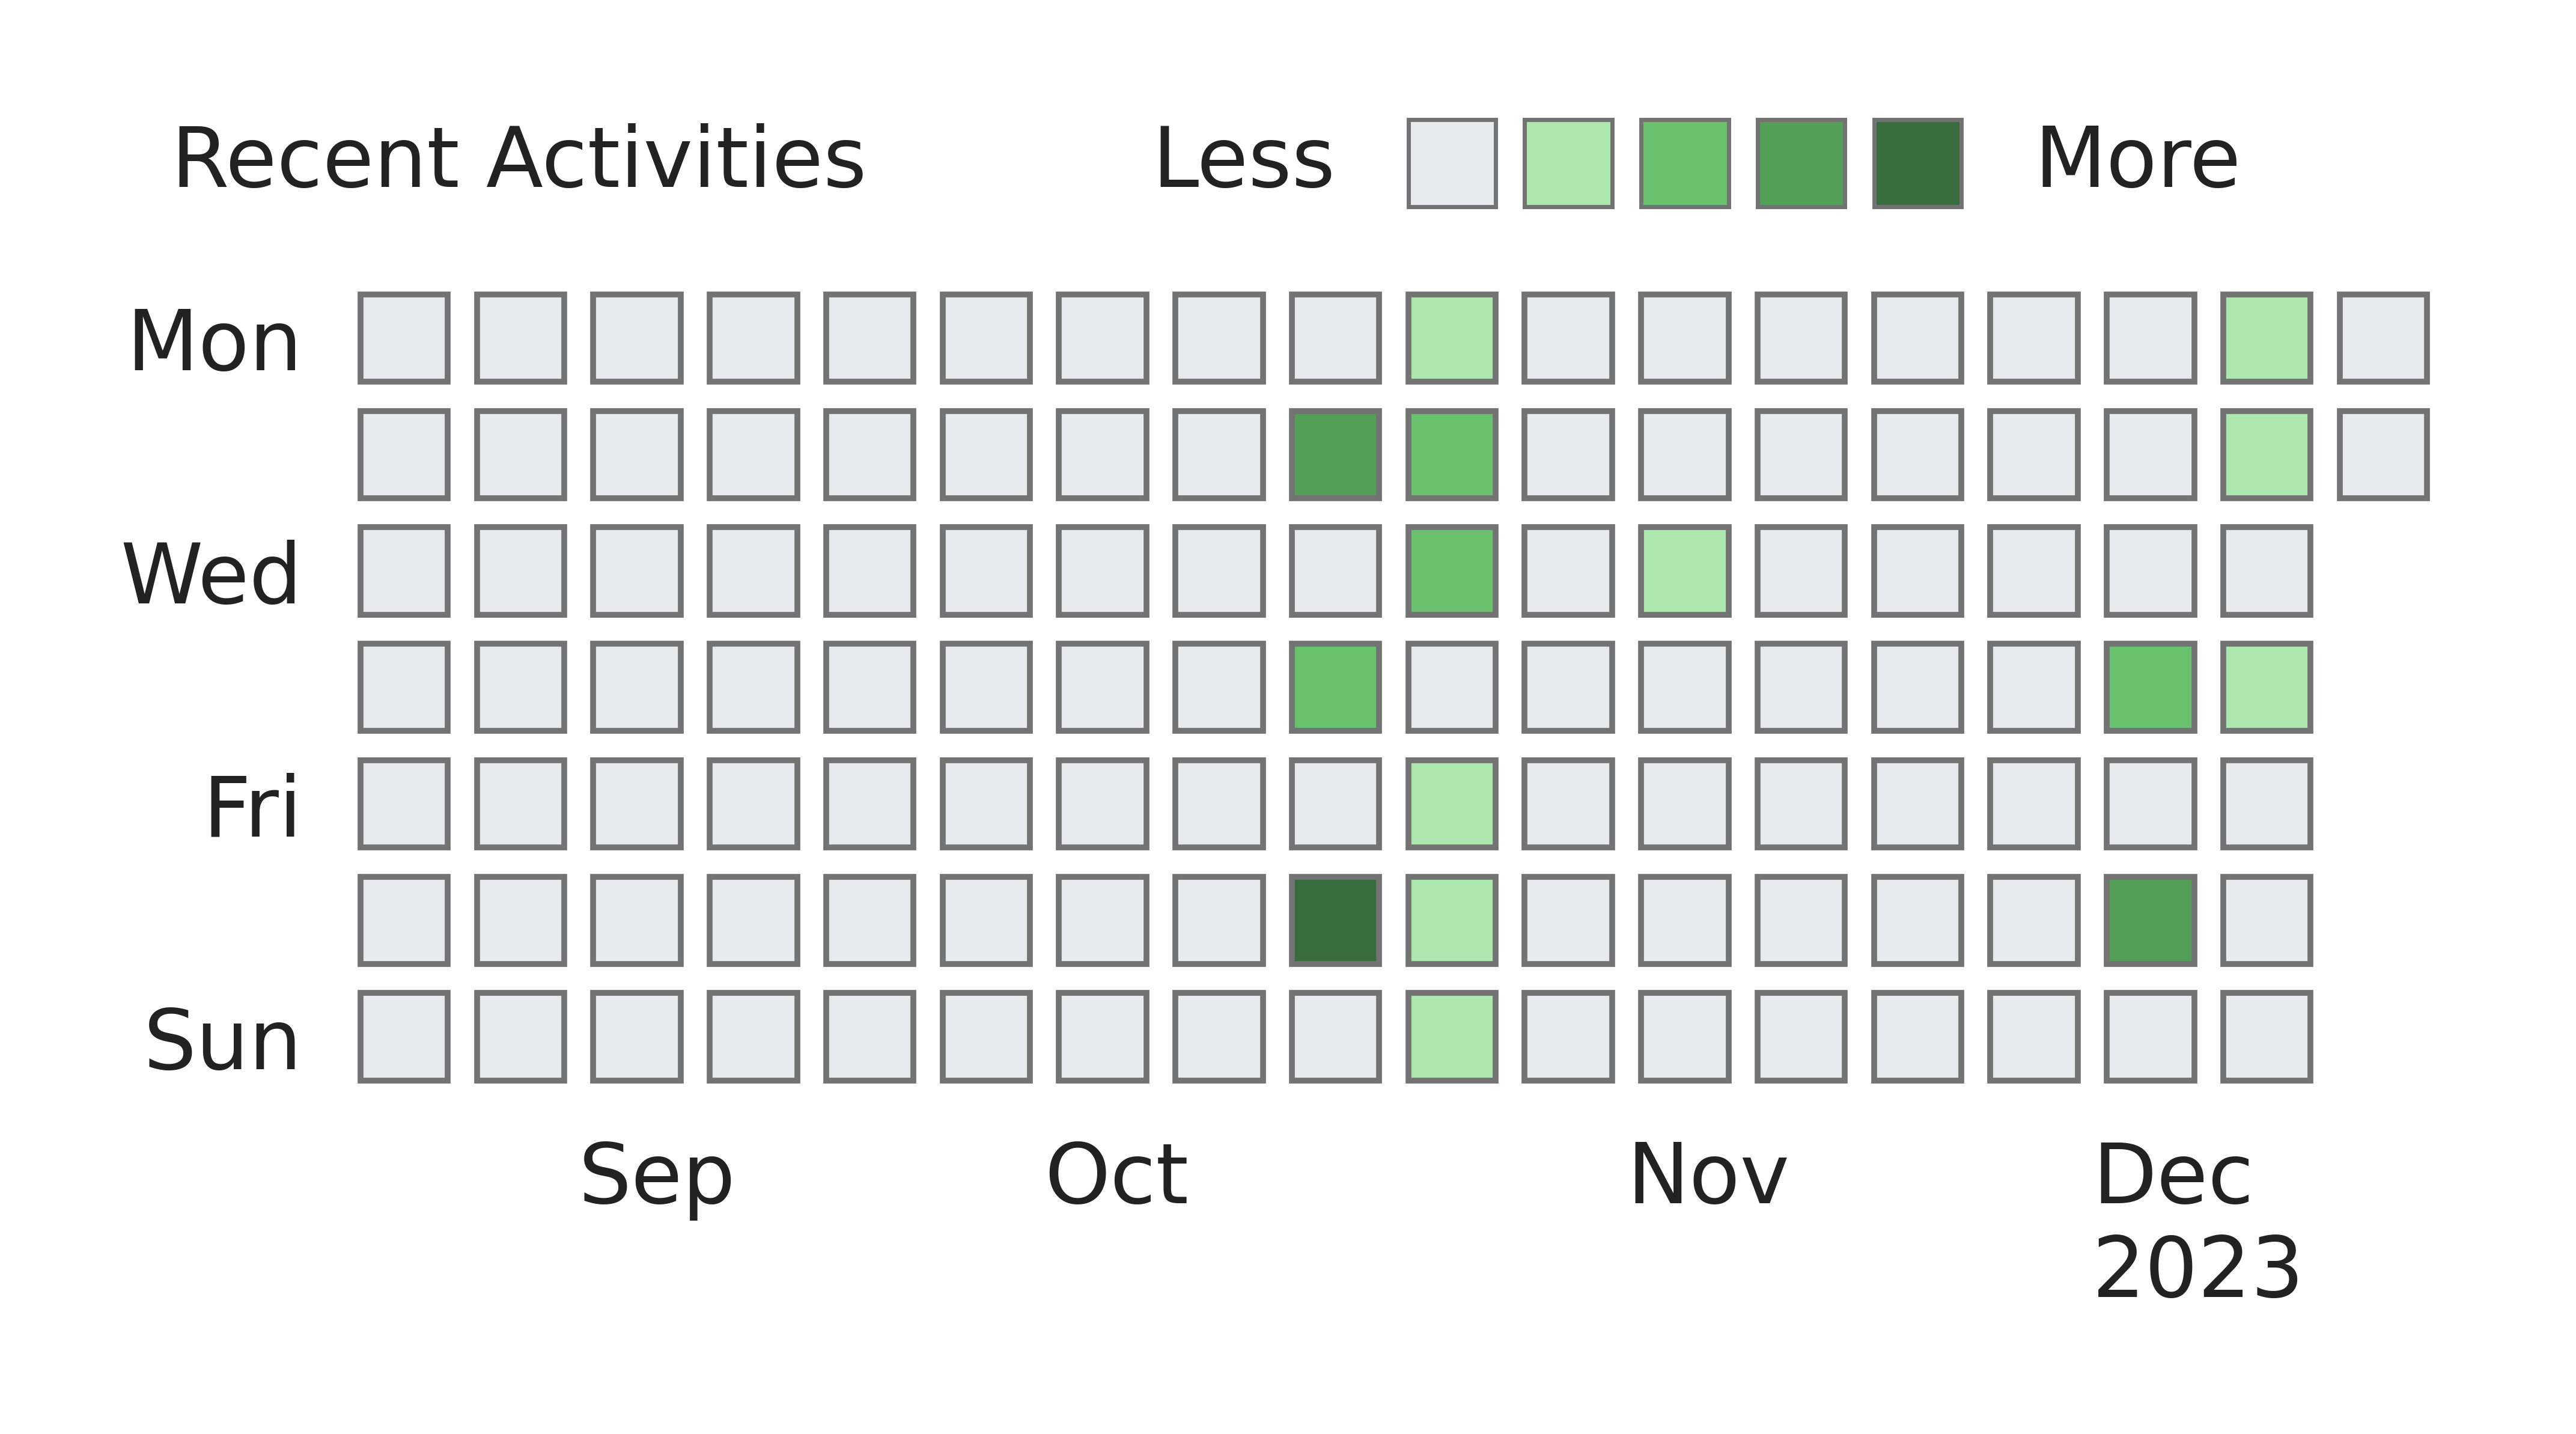 Recent Activities
Less More
Mon
Wed
Fri
Sun
Sep Oct Nov Dec
2023